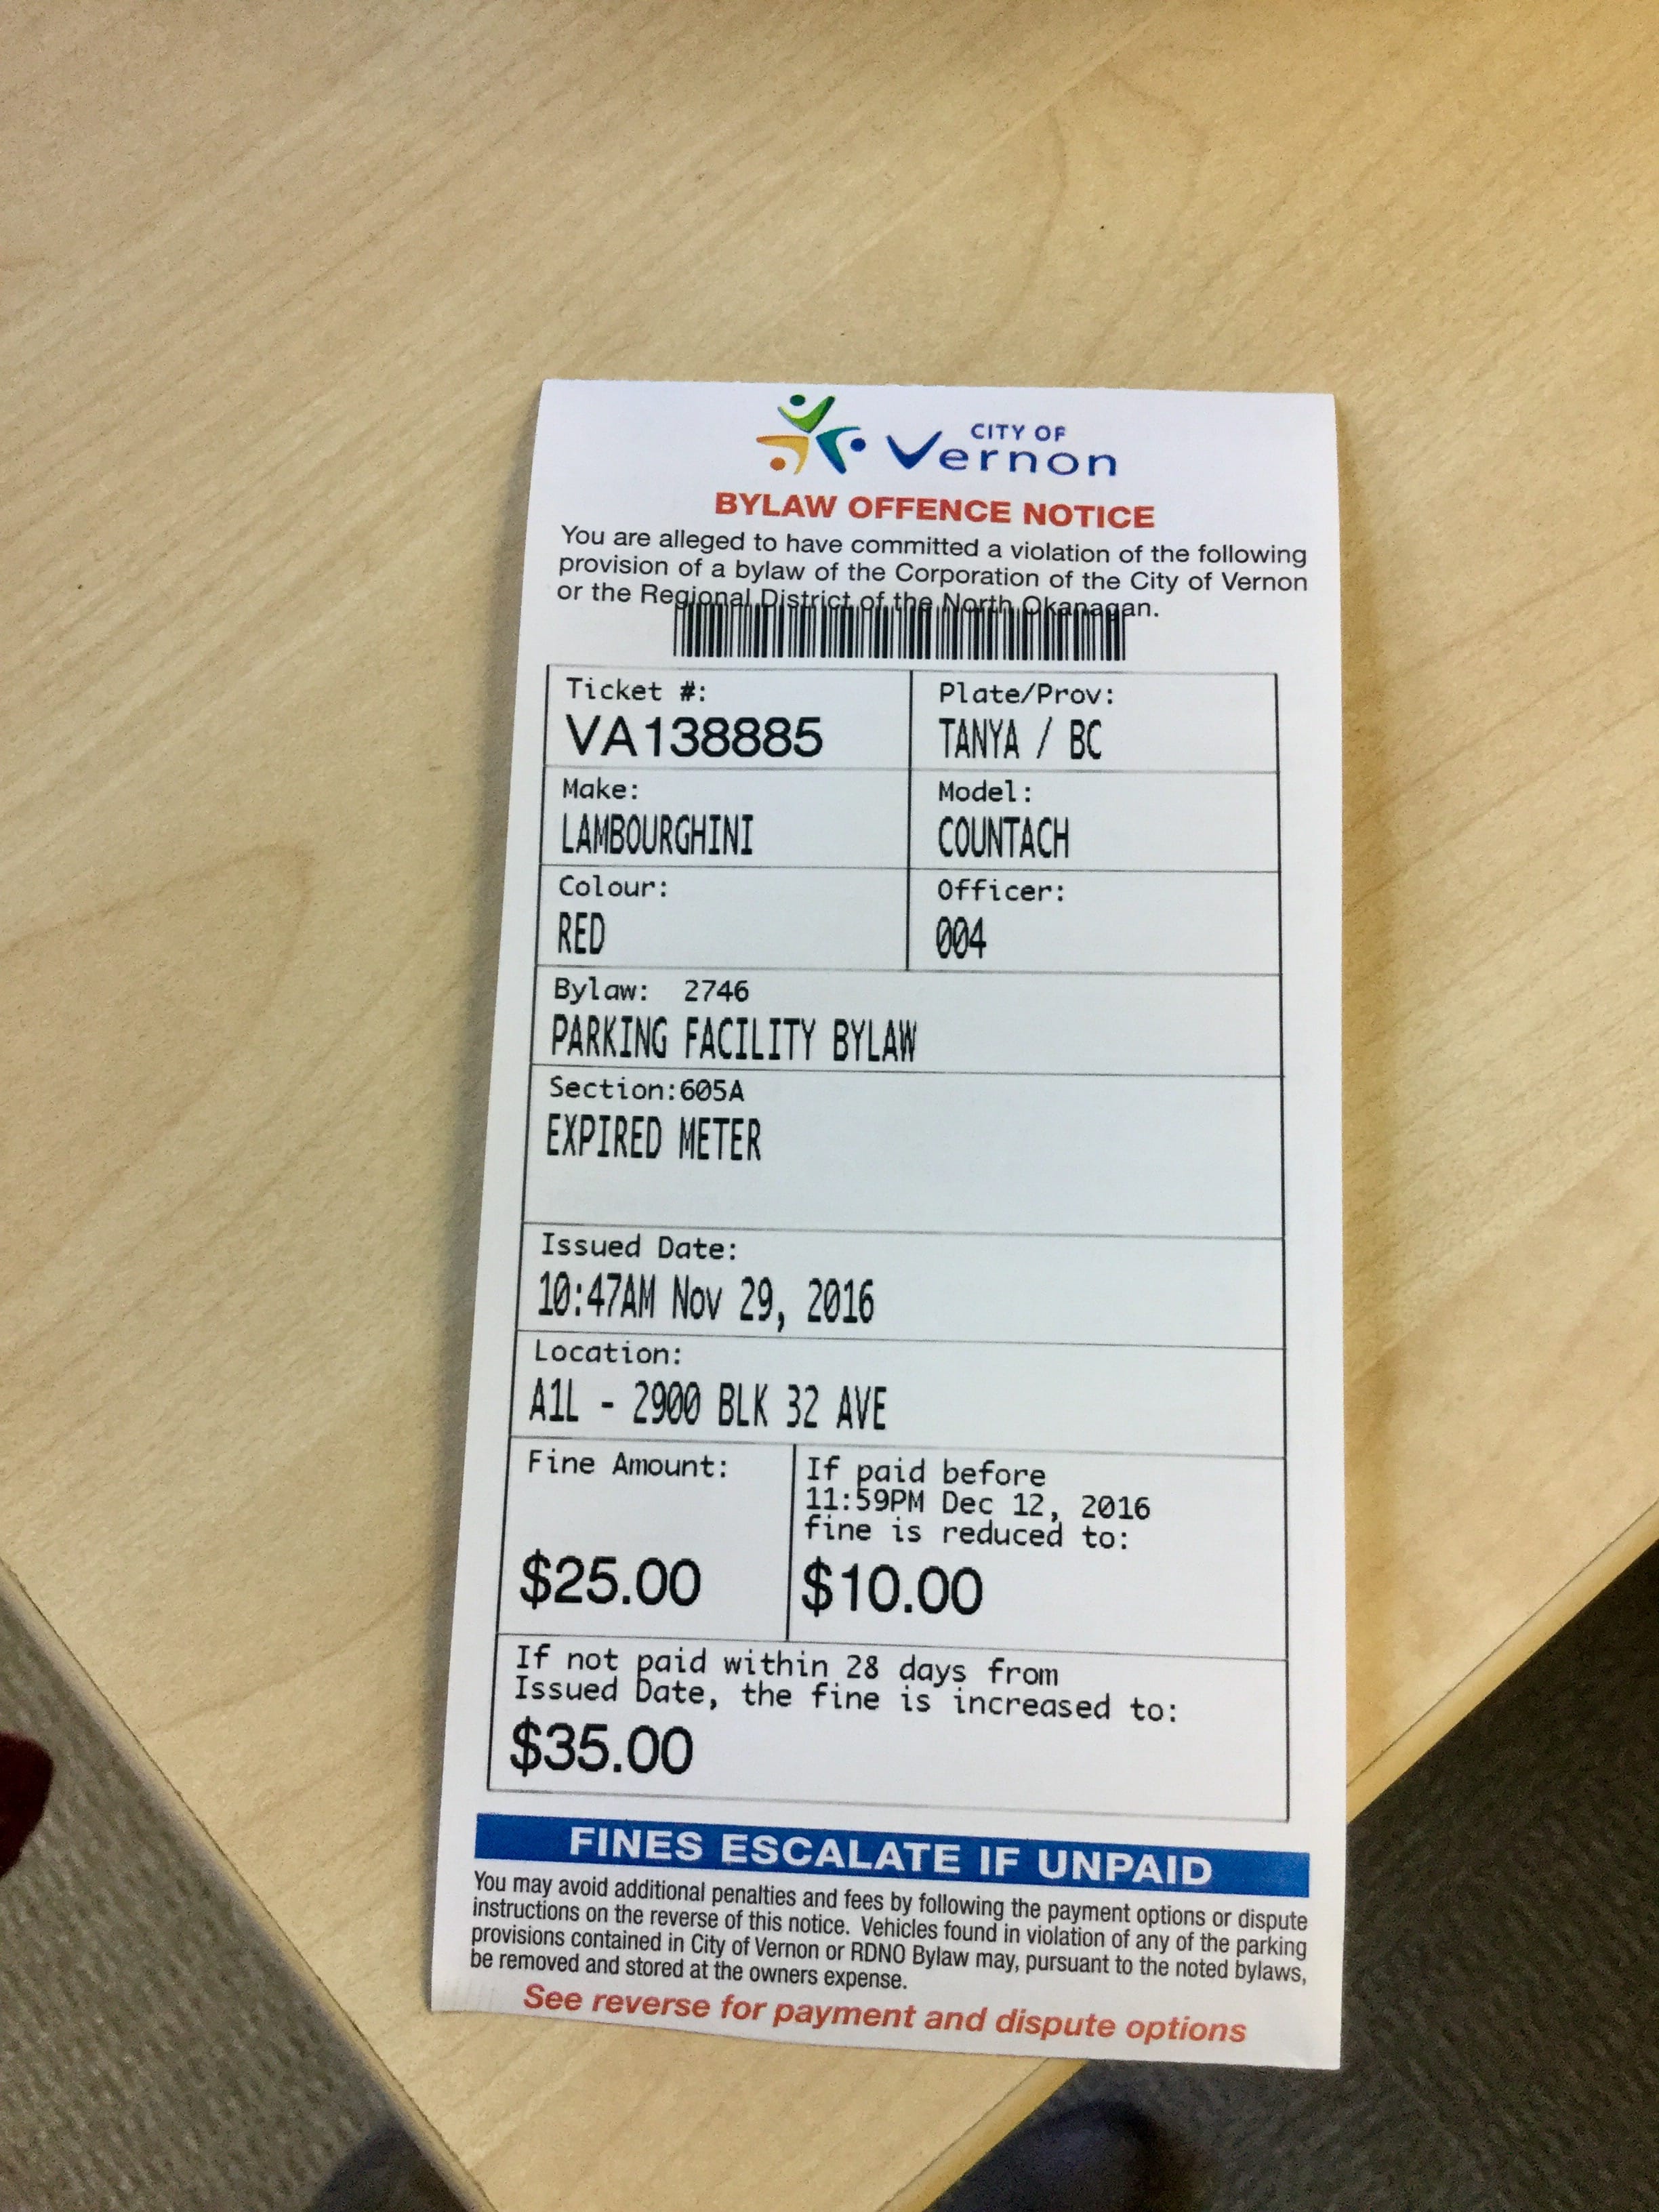 CITY OF
Vernon
BYLAW OFFENCE NOTICE
You are alleged to have committed a violation of the following
provision of a bylaw of the Corporation of the City of Vernon
or the Regional District of the North Okanagan.
Ticket #:
VA138885
Plate/Prov:
TANYA / BC
Make:
LAMBOURGHINI
Model:
COUNTACH
Colour:
RED
Officer:
004
Bylaw: 2746
PARKING FACILITY BYLAW
Section:605A
EXPIRED METER
Issued Date:
10:47AM Nov 29, 2016
Location:
A1L - 2900 BLK 32 AVE
Fine Amount:
$25.00
If paid before
11:59PM Dec 12, 2016
fine is reduced to:
$10.00
If not paid within 28 days from
Issued Date, the fine is increased to:
$35.00
FINES ESCALATE IF UNPAID
You may avoid additional penalties and fees by following the payment options or dispute
instructions on the reverse of this notice. Vehicles found in violation of any of the parking
provisions contained in City of Vernon or RDNO Bylaw may, pursuant to the noted bylaws,
be removed and stored at the owners expense.
See reverse for payment and dispute options